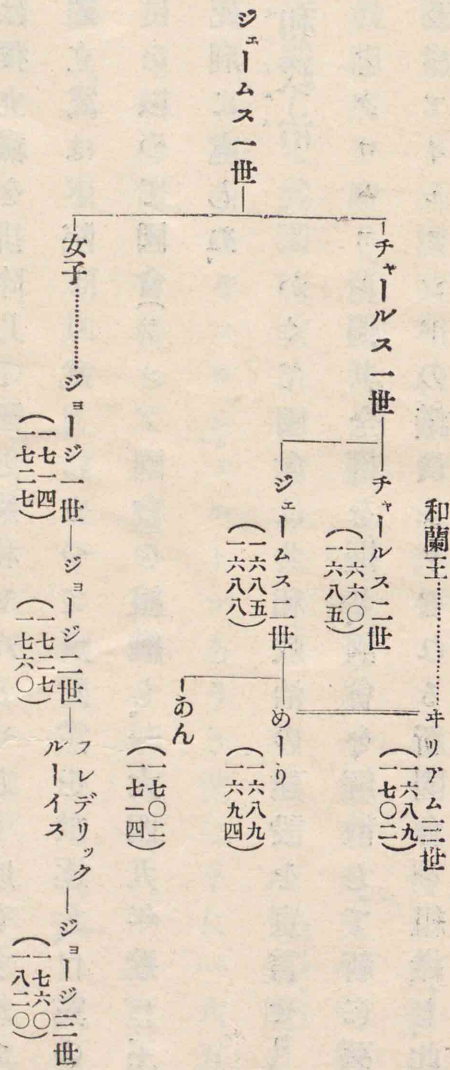 ジェームス一世
和蘭王
ヰリアム三世
(一六八九
一七〇二)
チャールス一世
チャールス二世
(一六六〇
一六八五)
ジェームス二世
(一六八五
一六八八)
めーり
(一六八九
一六九四)
あん
(一七〇二
一七一四)
女子
ジョージ一世
(一七一四
一七二七)
ジョージ二世
(一七二七
一七六〇)
フレデリック
ルーイス
ジョージ三世
(一七六〇
一八二〇)